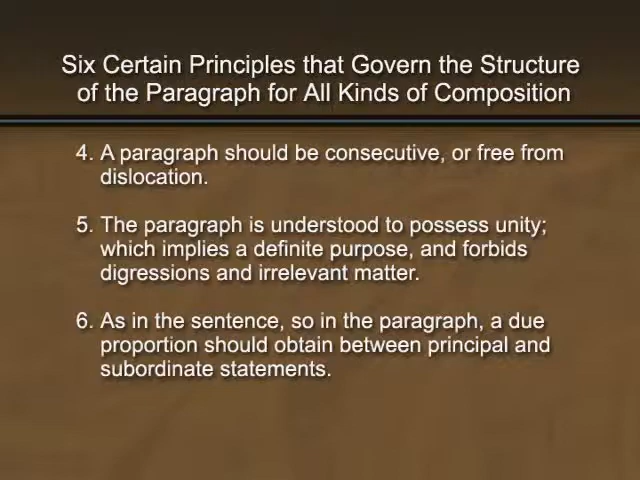 Six Certain Principles that Govern the Structure
of the Paragraph for All Kinds of Composition
4. A paragraph should be consecutive, or free from
dislocation.
5. The paragraph is understood to possess unity;
which implies a definite purpose, and forbids
digressions and irrelevant matter.
6. As in the sentence, so in the paragraph, a due
proportion should obtain between principal and
subordinate statements.